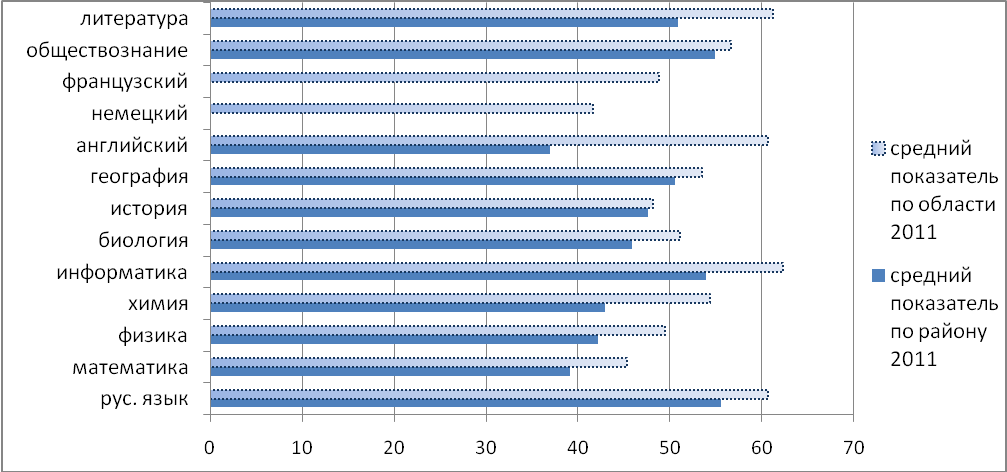 литература
обществознание
французский
немецкий
английский
география
история
биология
информатика
химия
физика
математика
рус. язык
0 10 20 30 40 50 60 70
средний
показатель
по области
2011
средний
показатель
по району
2011